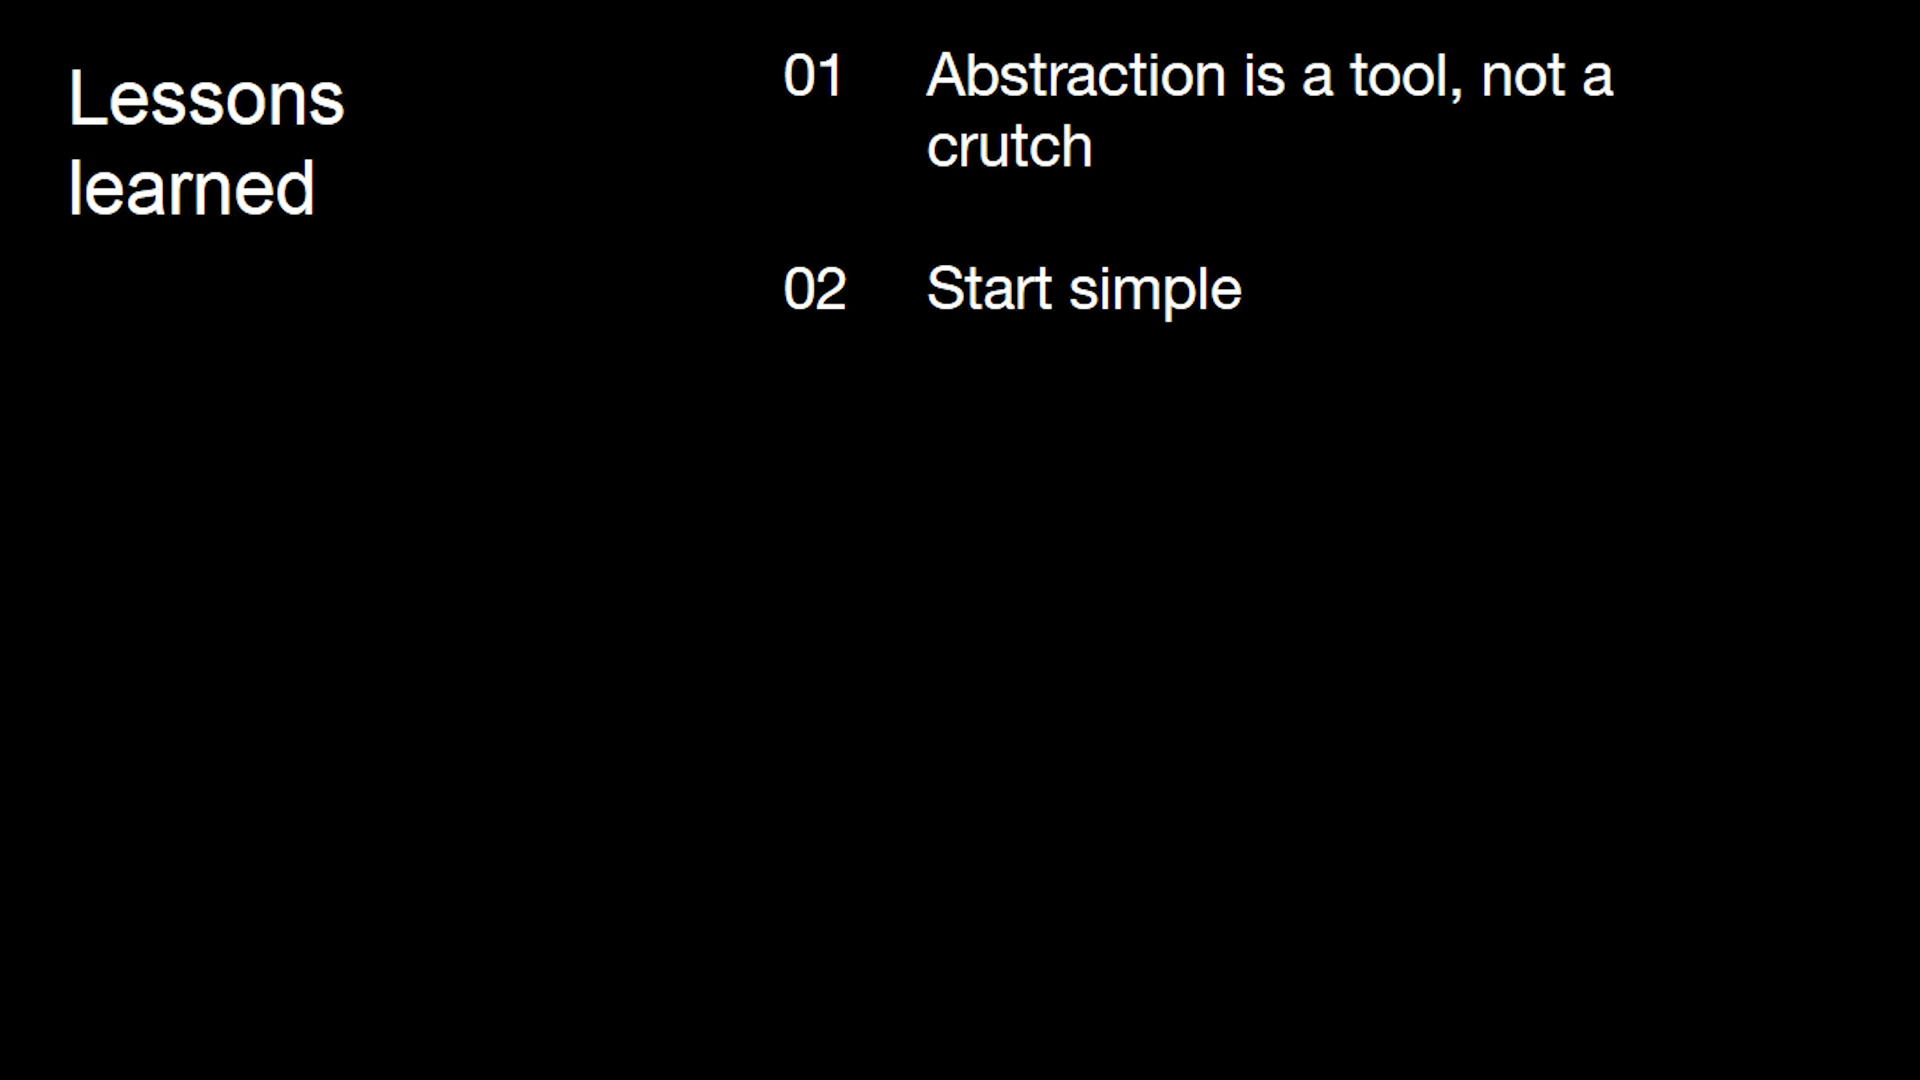 Lessons
learned
01 Abstraction is a tool, not a
crutch
02 Start simple